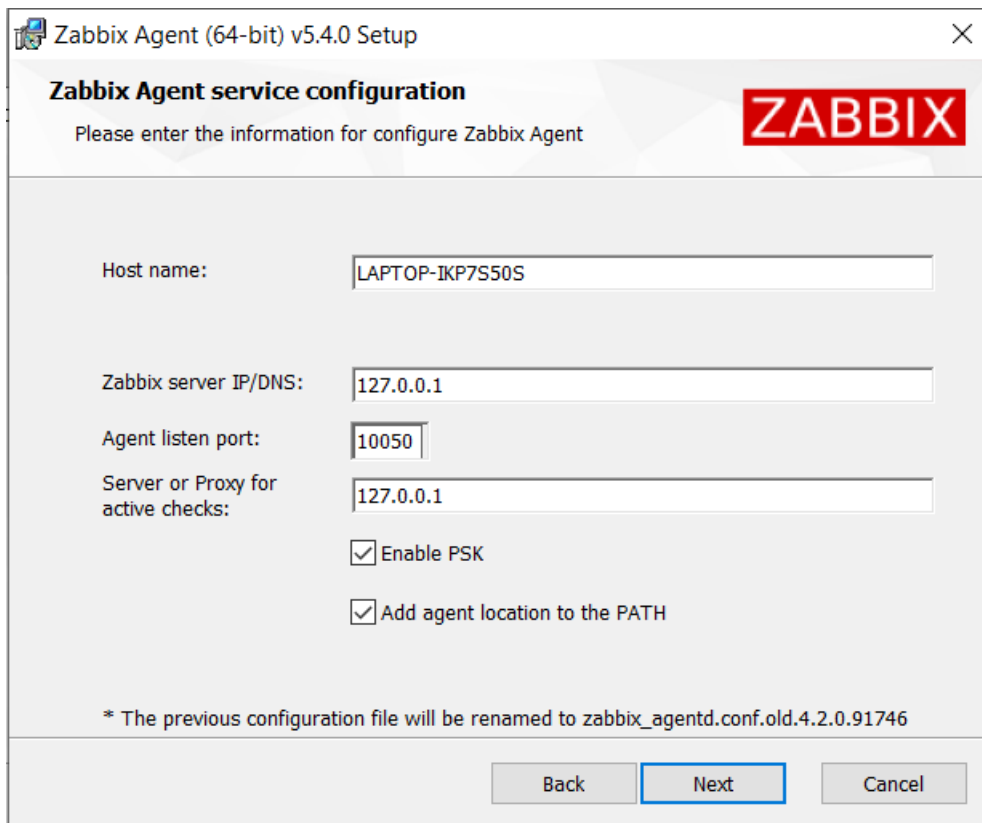 Zabbix Agent (64-bit) v5.4.0 Setup
Zabbix Agent service configuration
Please enter the information for configure Zabbix Agent
ZABBIX
Host name:
LAPTOP-IKP7S50S
Zabbix server IP/DNS:
127.0.0.1
Agent listen port:
10050
Server or Proxy for
active checks:
127.0.0.1
Enable PSK
Add agent location to the PATH
* The previous configuration file will be renamed to zabbix_agentd.conf.old.4.2.0.91746
Back
Next
Cancel